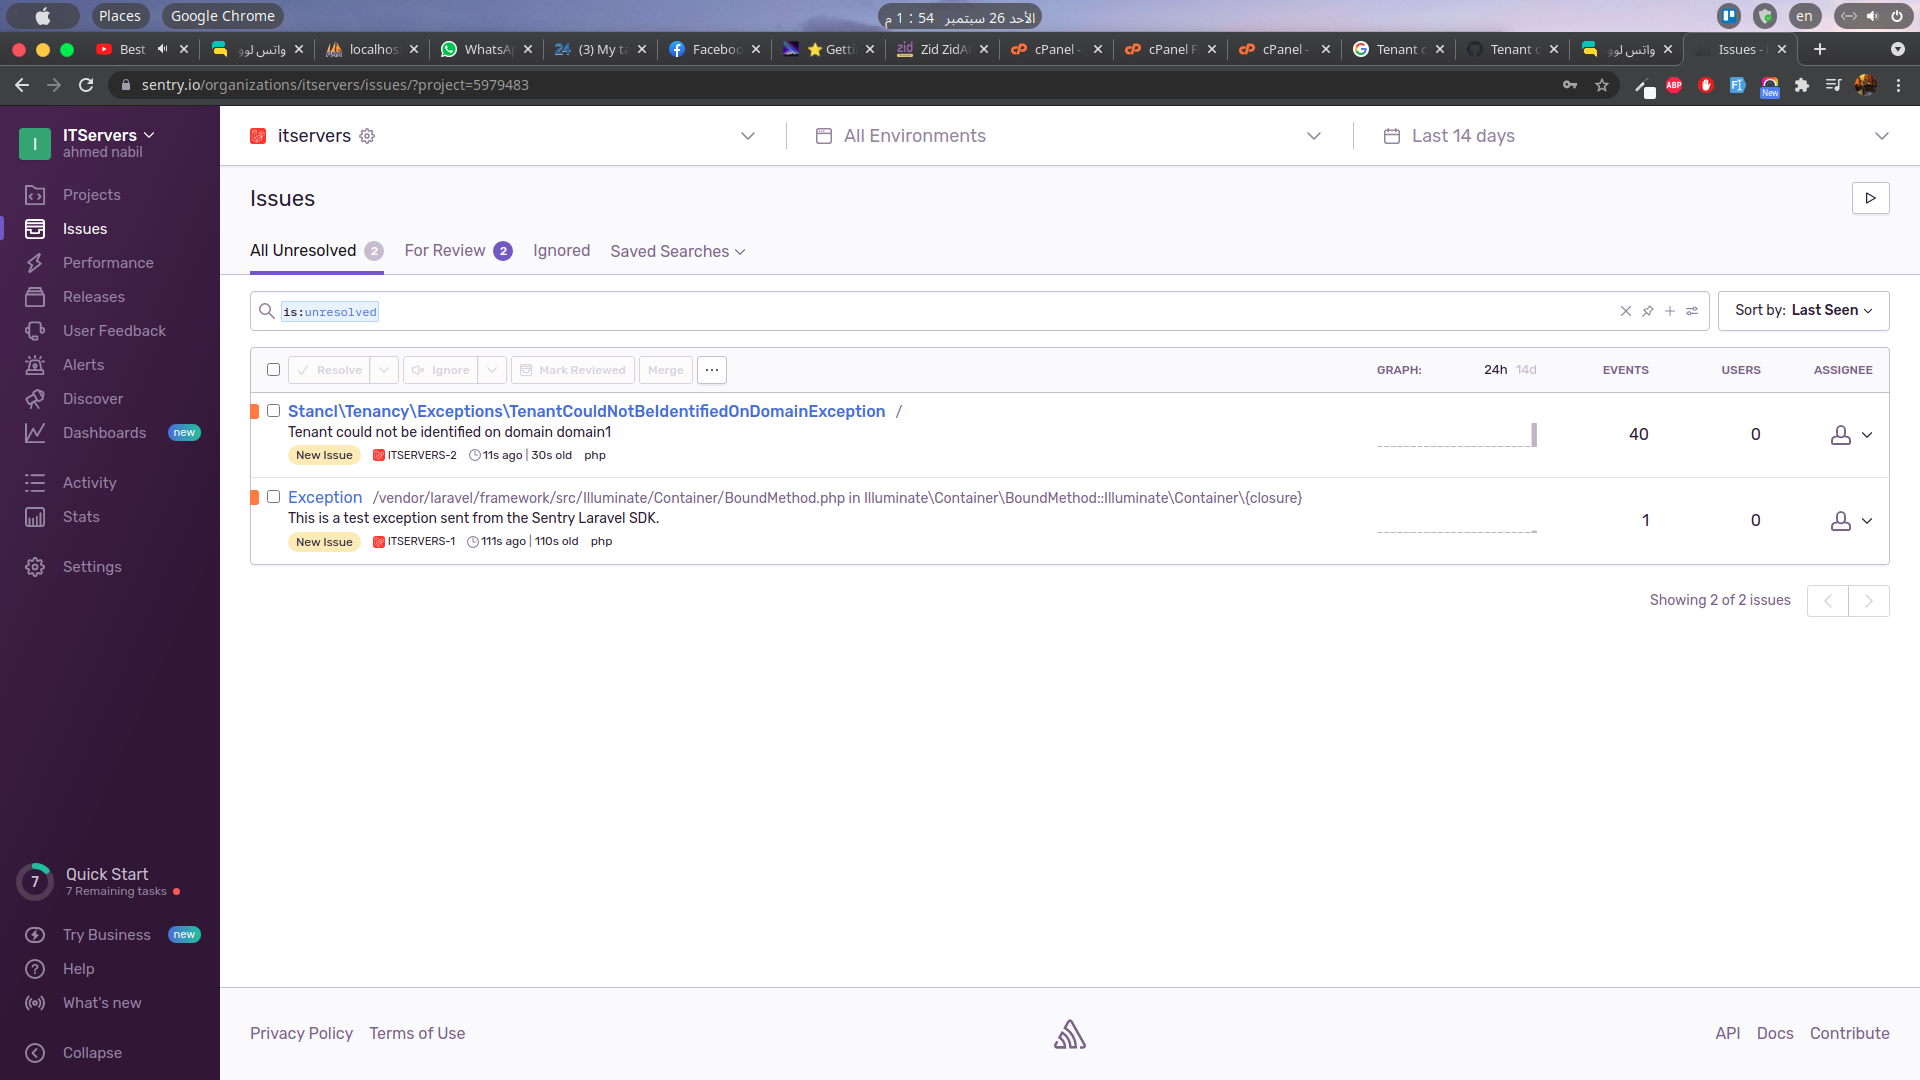 Places
Google Chrome
الأحد 26 سبتمبر 54 : 1 م
en
Best
واتس لوو
localhos
WhatsAp
(3) My ta
Faceboo
Getti
Zid ZidA
cPanel -
cPanel F
cPanel -
Tenant c
Tenant c
واتس لوو
Issues -
sentry.io/organizations/itservers/issues/?project=5979483
ABP
New
I
ITServers
ahmed nabil
Projects
Issues
Performance
Releases
User Feedback
Alerts
Discover
Dashboards new
Activity
Stats
Settings
7
Quick Start
7 Remaining tasks
Try Business new
Help
What's new
Collapse
itservers
All Environments
Last 14 days
Issues
All Unresolved 2
For Review 2
Ignored
Saved Searches
is:unresolved
Sort by: Last Seen
Resolve
Ignore
Mark Reviewed
Merge
GRAPH: 24h 14d
EVENTS
USERS
ASSIGNEE
Stancl\Tenancy\Exceptions\TenantCouldNotBeIdentifiedOnDomainException /
Tenant could not be identified on domain domain1
New Issue ITSERVERS-2 11s ago | 30s old php
40
0
Exception /vendor/laravel/framework/src/Illuminate/Container/BoundMethod.php in Illuminate\Container\BoundMethod::Illuminate\Container\{closure}
This is a test exception sent from the Sentry Laravel SDK.
New Issue ITSERVERS-1 111s ago | 110s old php
1
0
Showing 2 of 2 issues
Privacy Policy
Terms of Use
API
Docs
Contribute